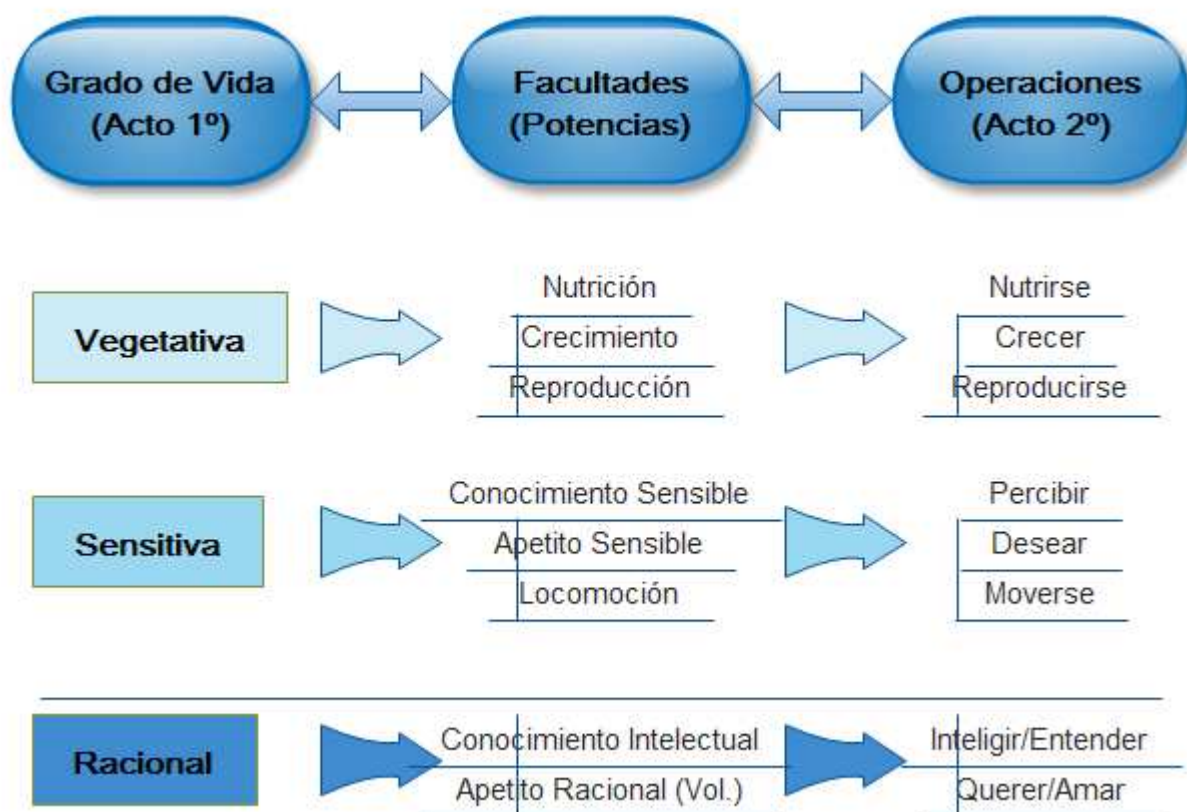 Grado de Vida
(Acto 1º)
Facultades
(Potencias)
Operaciones
(Acto 2º)
Vegetativa
Nutrición
Crecimiento
Reproducción
Nutrirse
Crecer
Reproducirse
Sensitiva
Conocimiento Sensible
Apetito Sensible
Locomoción
Percibir
Desear
Moverse
Racional
Conocimiento Intelectual
Apetito Racional (Vol.)
Inteligir/Entender
Querer/Amar